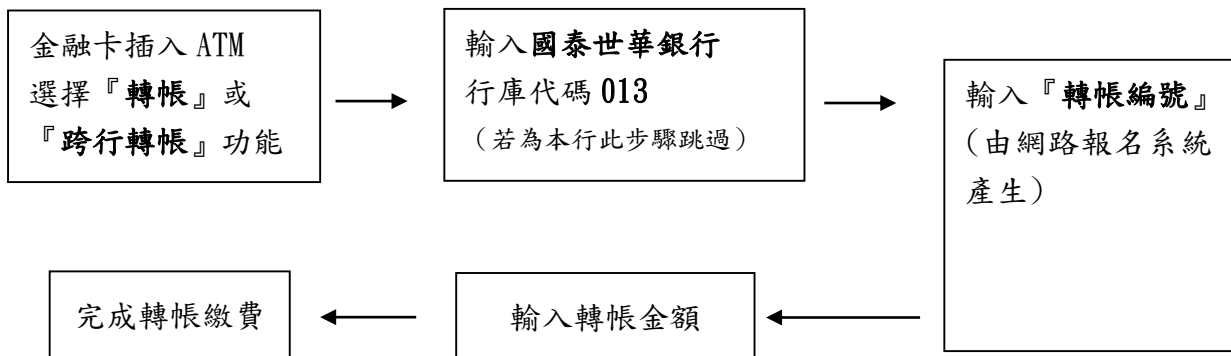 金融卡插入 ATM
選擇『轉帳』或
『跨行轉帳』功能
輸入國泰世華銀行
行庫代碼 013
（若為本行此步驟跳過）
輸入『轉帳編號』
（由網路報名系統
產生）
輸入轉帳金額
完成轉帳繳費